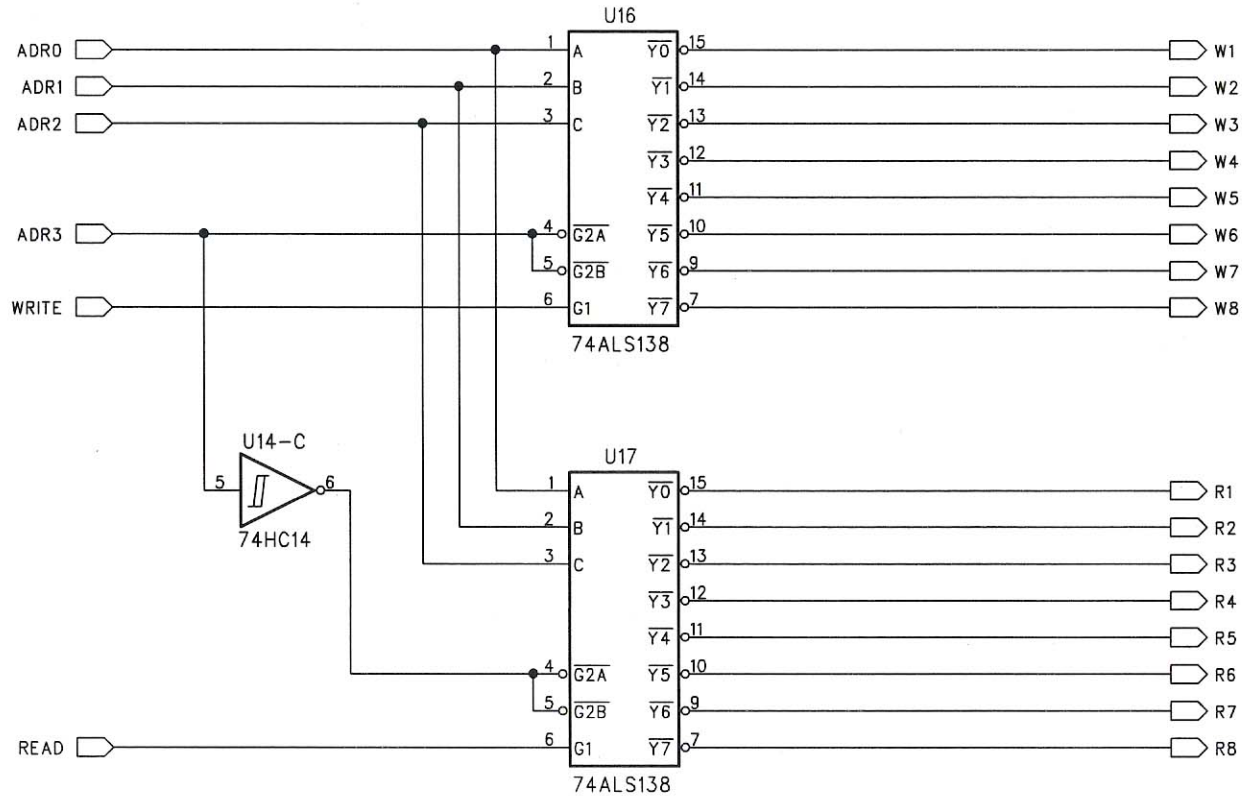 U16
ADR0 1 A Y0 15 W1
ADR1 2 B Y1 14 W2
ADR2 3 C Y2 13 W3
Y3 12 W4
Y4 11 W5
ADR3 4 G2A Y5 10 W6
5 G2B Y6 9 W7
WRITE 6 G1 Y7 7 W8
74ALS138
U14-C
5 6
74HC14
U17
1 A Y0 15 R1
2 B Y1 14 R2
3 C Y2 13 R3
Y3 12 R4
Y4 11 R5
4 G2A Y5 10 R6
5 G2B Y6 9 R7
READ 6 G1 Y7 7 R8
74ALS138